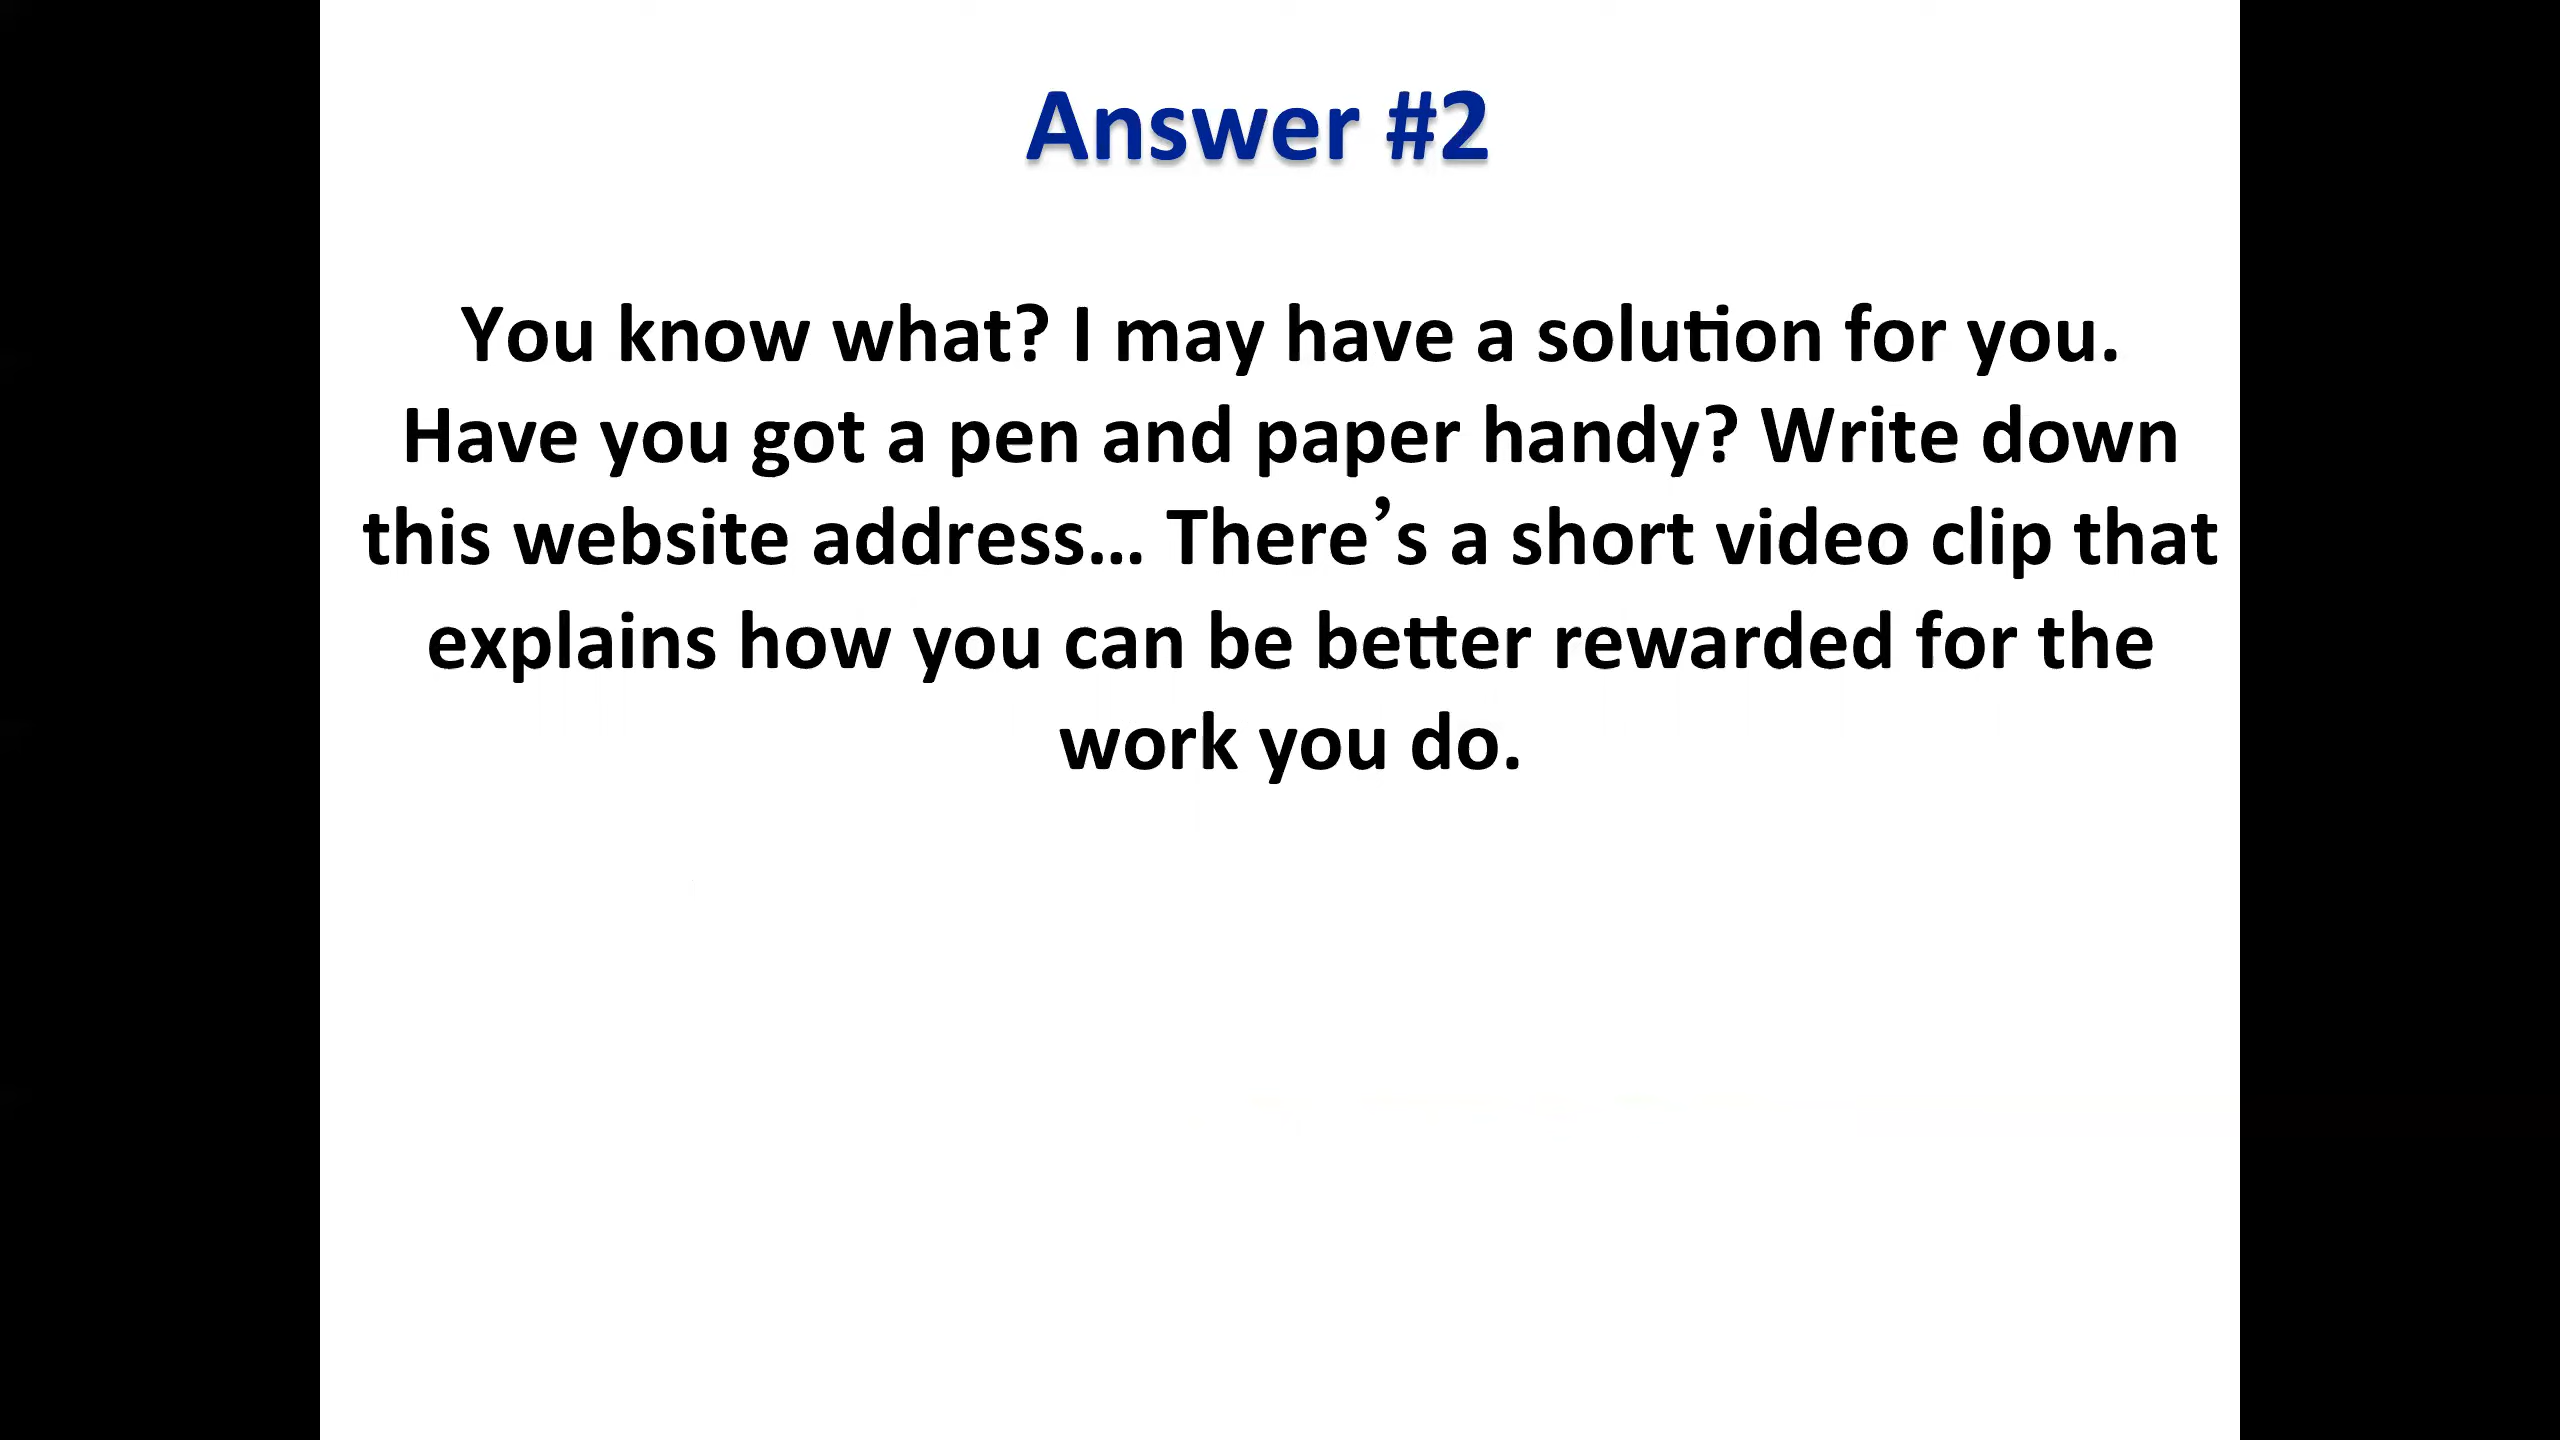 Answer #2
You know what? I may have a solution for you.
Have you got a pen and paper handy? Write down
this website address... There’s a short video clip that
explains how you can be better rewarded for the
work you do.